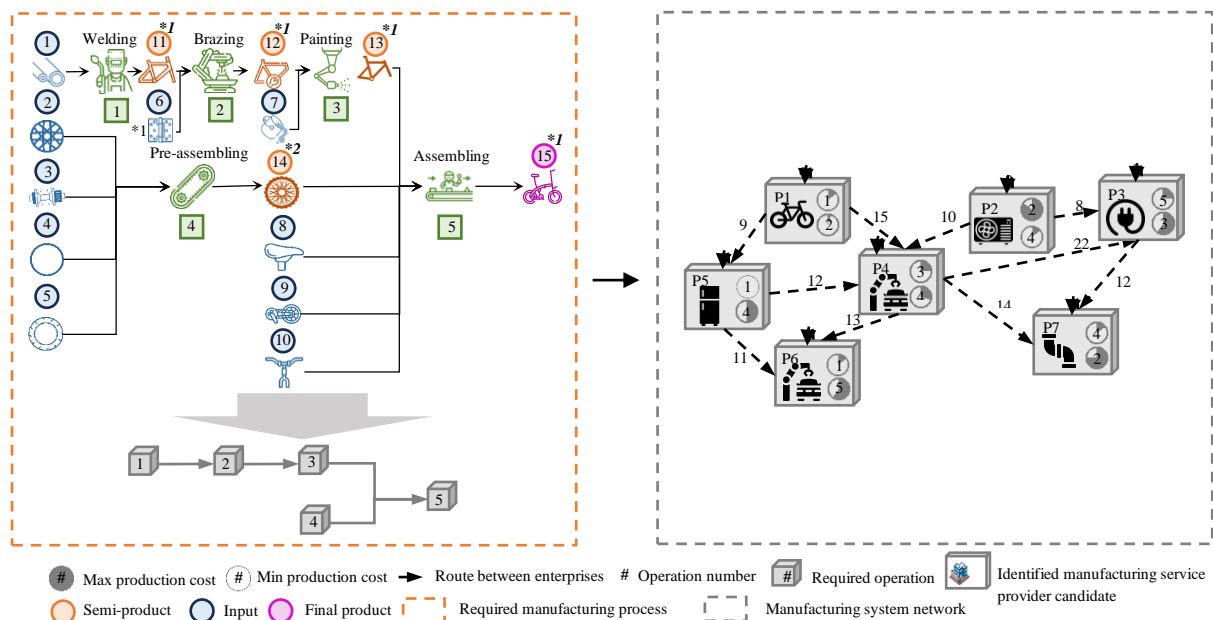 1 Welding *1 11 Brazing *1 12 Painting 13 *1
1 2 3
2 6 7
*1
3 Pre-assembling 14 *2 Assembling 15 *1
4 5
4 8
5 9
10
1 2 3
4 5
P1 1 2
P2 2 4
P3 5 3
P4 3 4
P5 1 4
P6 1 5
P7 4 2
9 15 10 8 22
12 14 12
11 13
# Max production cost # Min production cost Route between enterprises # Operation number # Required operation Identified manufacturing service
provider candidate
Semi-product Input Final product Required manufacturing process Manufacturing system network